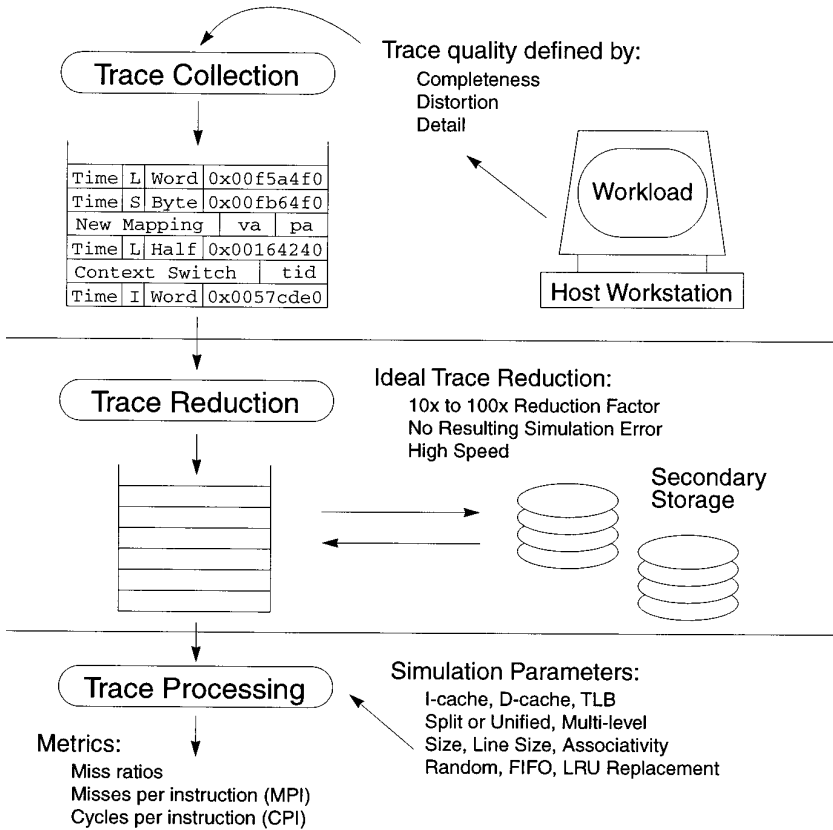 Trace Collection
Trace quality defined by:
Completeness
Distortion
Detail
Time L Word 0x00f5a4f0
Time S Byte 0x00fb64f0
New Mapping va pa
Time L Half 0x00164240
Context Switch tid
Time I Word 0x0057cde0
Workload
Host Workstation
Trace Reduction
Ideal Trace Reduction:
10x to 100x Reduction Factor
No Resulting Simulation Error
High Speed
Secondary
Storage
Trace Processing
Simulation Parameters:
I-cache, D-cache, TLB
Split or Unified, Multi-level
Size, Line Size, Associativity
Random, FIFO, LRU Replacement
Metrics:
Miss ratios
Misses per instruction (MPI)
Cycles per instruction (CPI)